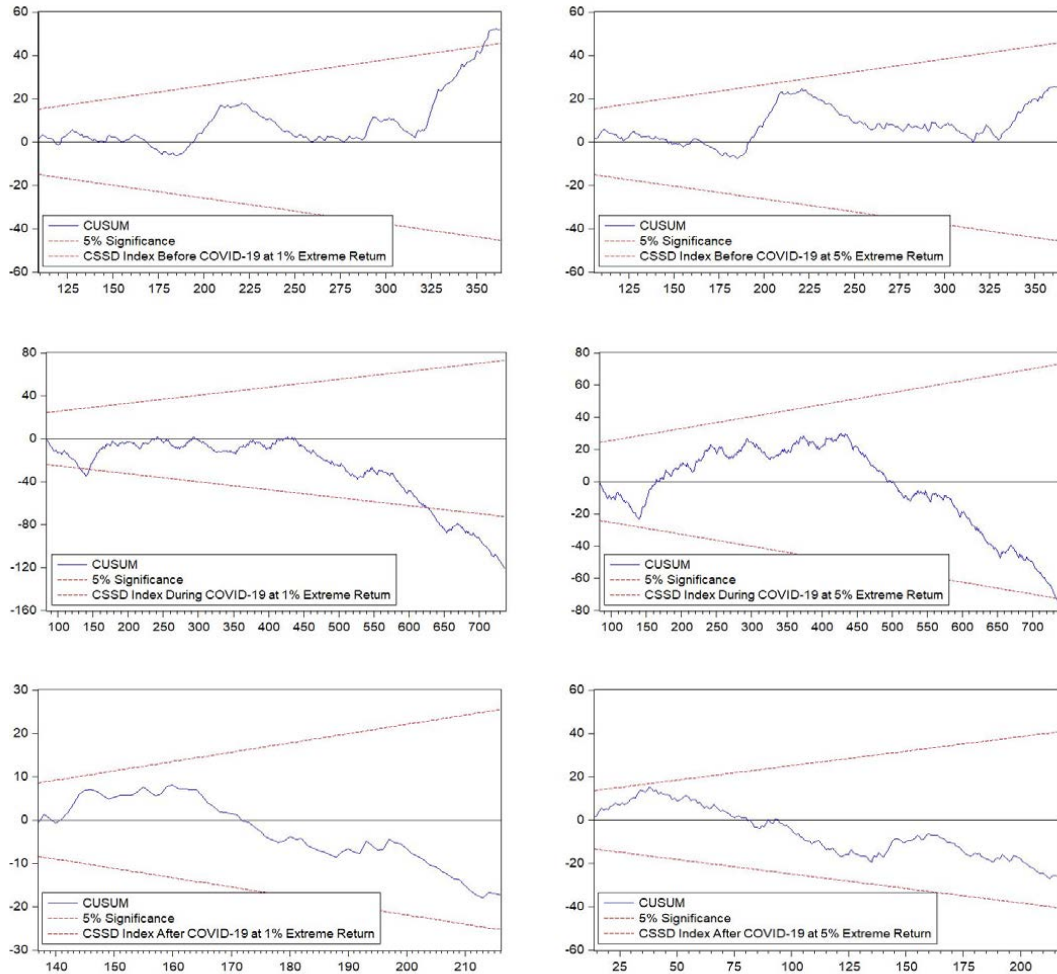 60
40
20
0
-20
-40
-60
CUSUM
5% Significance
CSSD Index Before COVID-19 at 1% Extreme Return
125 150 175 200 225 250 275 300 325 350
60
40
20
0
-20
-40
-60
CUSUM
5% Significance
CSSD Index Before COVID-19 at 5% Extreme Return
125 150 175 200 225 250 275 300 325 350
80
40
0
-40
-80
-120
-160
CUSUM
5% Significance
CSSD Index During COVID-19 at 1% Extreme Return
100 150 200 250 300 350 400 450 500 550 600 650 700
80
60
40
20
0
-20
-40
-60
-80
CUSUM
5% Significance
CSSD Index During COVID-19 at 5% Extreme Return
100 150 200 250 300 350 400 450 500 550 600 650 700
30
20
10
0
-10
-20
-30
CUSUM
5% Significance
CSSD Index After COVID-19 at 1% Extreme Return
140 150 160 170 180 190 200 210
60
40
20
0
-20
-40
-60
CUSUM
5% Significance
CSSD Index After COVID-19 at 5% Extreme Return
25 50 75 100 125 150 175 200